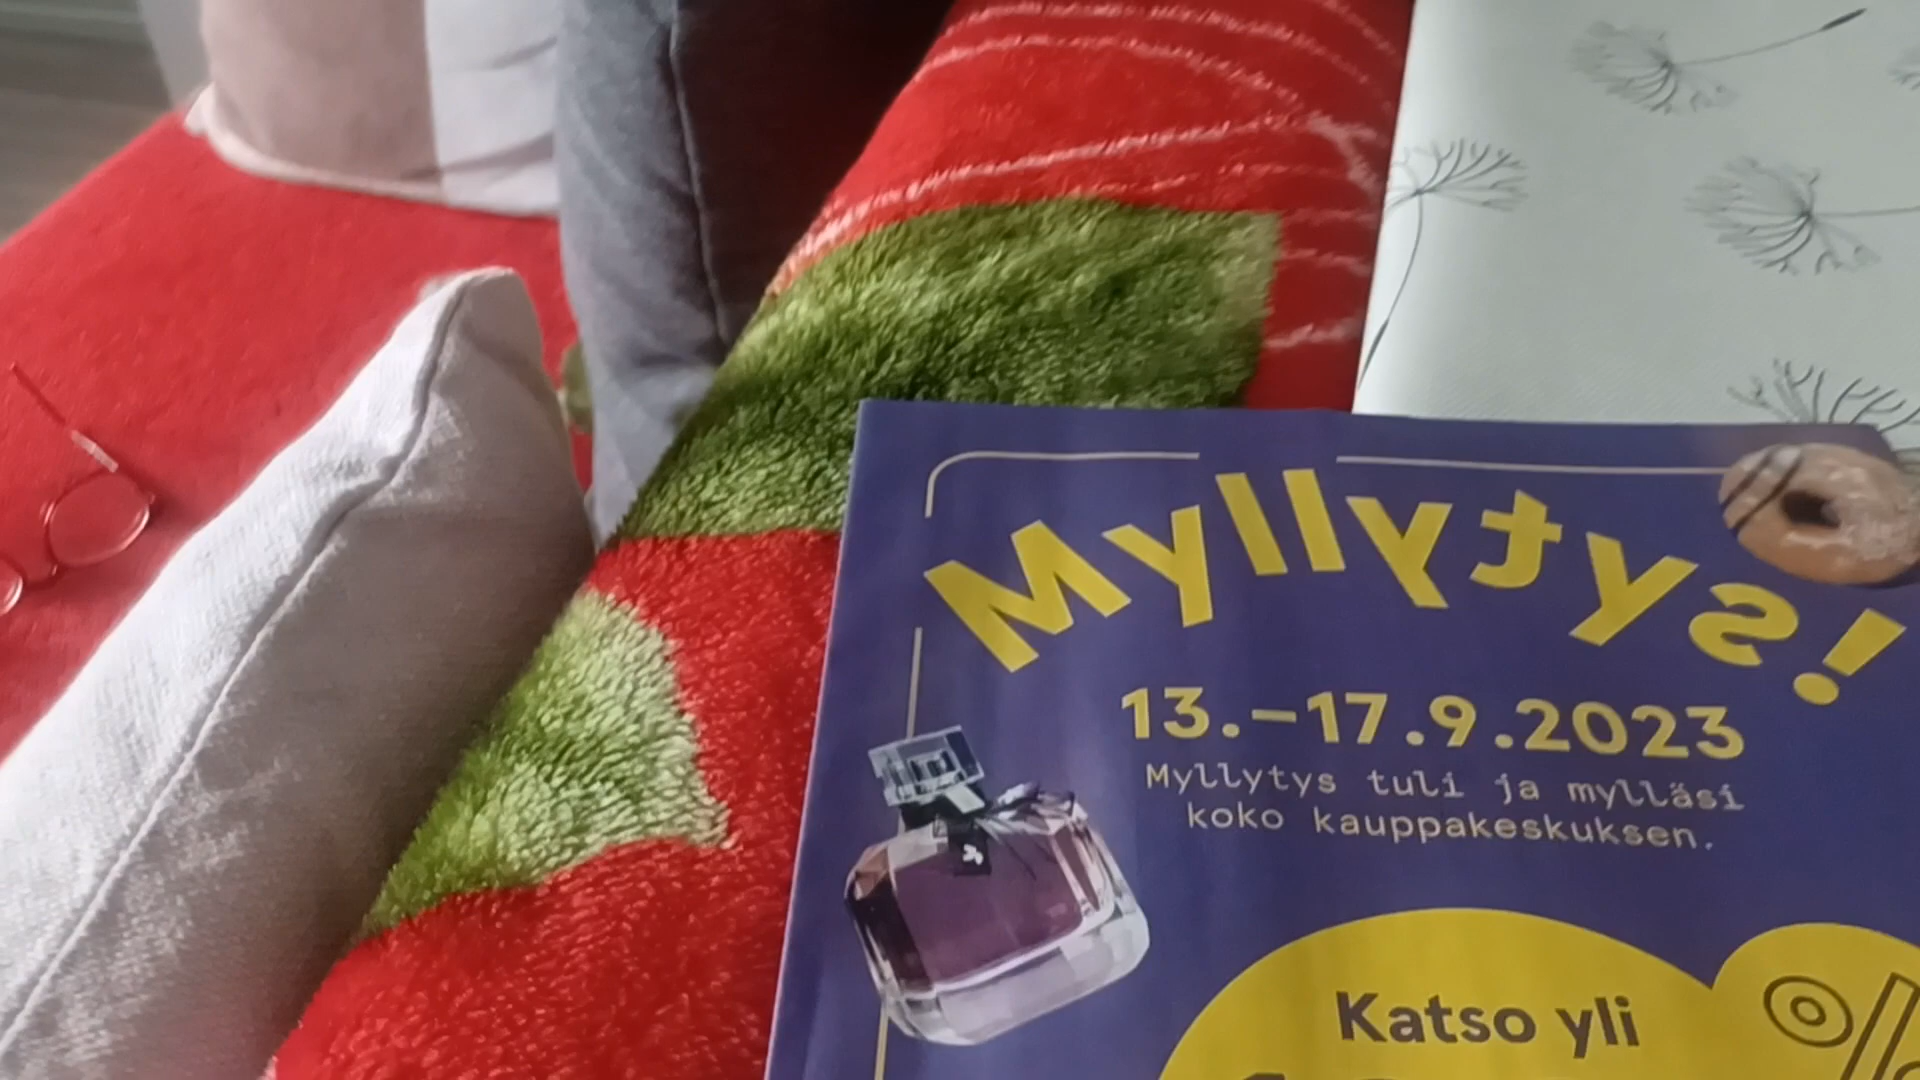 Myllytys!
13.–17.9.2023
Myllytys tuli ja mylläsi
koko kauppakeskuksen.
Katso yli
%